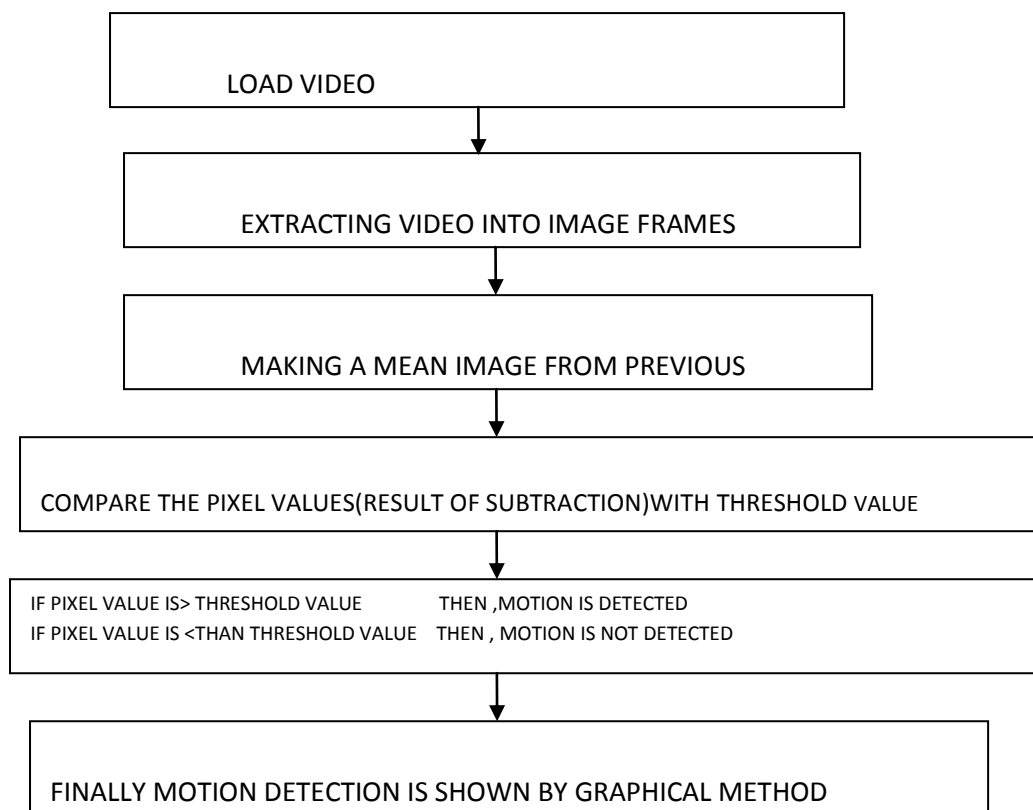 LOAD VIDEO
EXTRACTING VIDEO INTO IMAGE FRAMES
MAKING A MEAN IMAGE FROM PREVIOUS
COMPARE THE PIXEL VALUES(RESULT OF SUBTRACTION)WITH THRESHOLD VALUE
IF PIXEL VALUE IS> THRESHOLD VALUE THEN ,MOTION IS DETECTED
IF PIXEL VALUE IS <THAN THRESHOLD VALUE THEN , MOTION IS NOT DETECTED
FINALLY MOTION DETECTION IS SHOWN BY GRAPHICAL METHOD